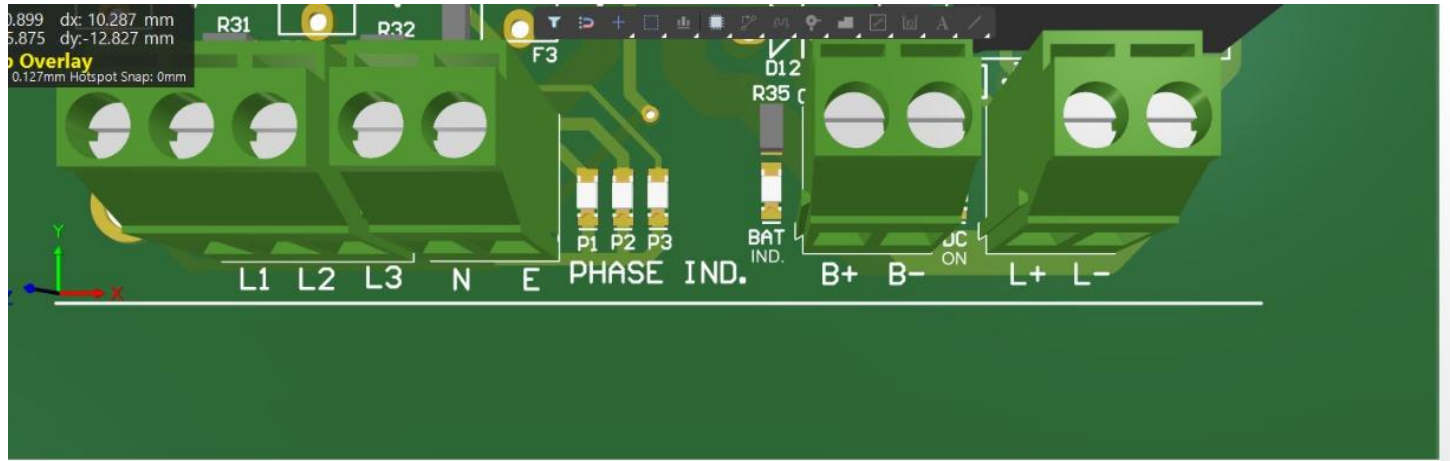 0.899 dx: 10.287 mm
5.875 dy:-12.827 mm
Overlay
0.127mm Hotspot Snap: 0mm
R31
R32
F3
D12
R35
P1 P2 P3
BAT
IND.
ON
L1 L2 L3 N E PHASE IND. B+ B- L+ L-
Y
X